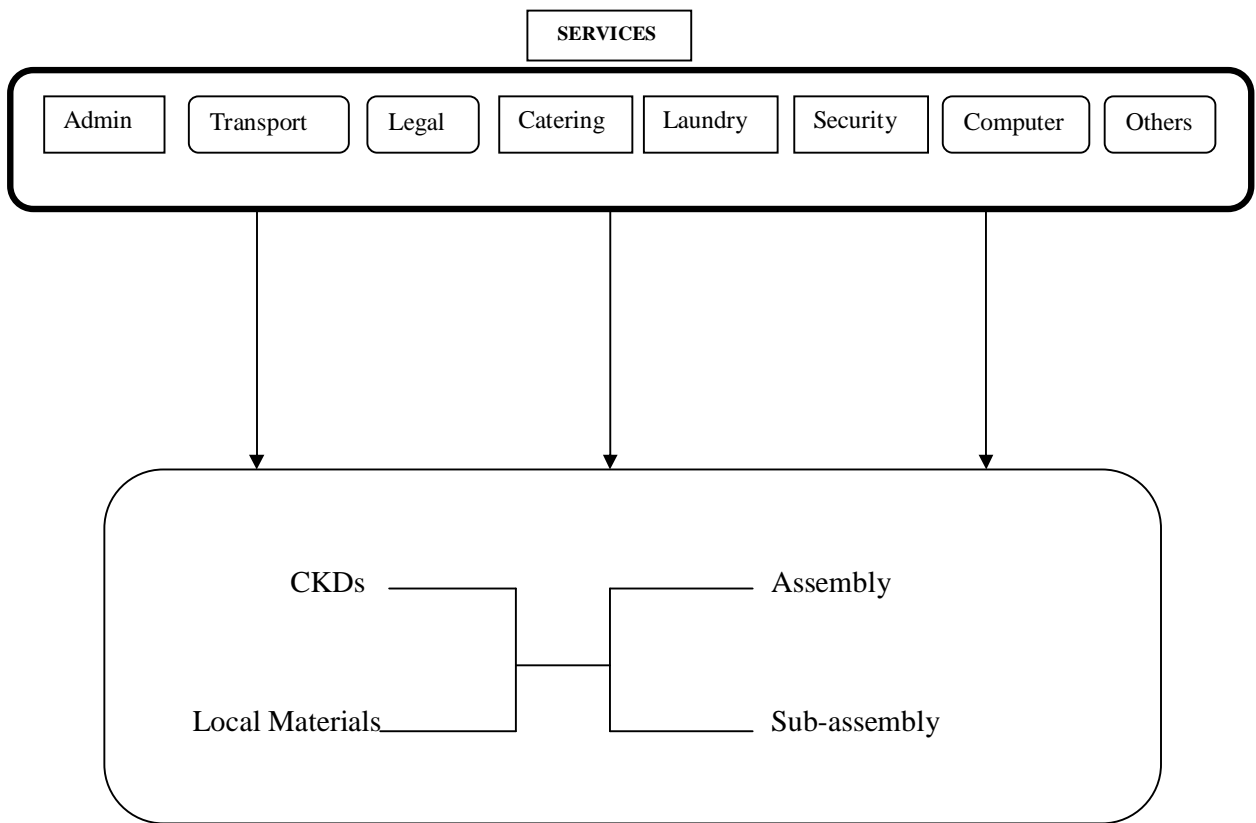 SERVICES
Admin Transport Legal Catering Laundry Security Computer Others
CKDs Assembly
Local Materials Sub-assembly